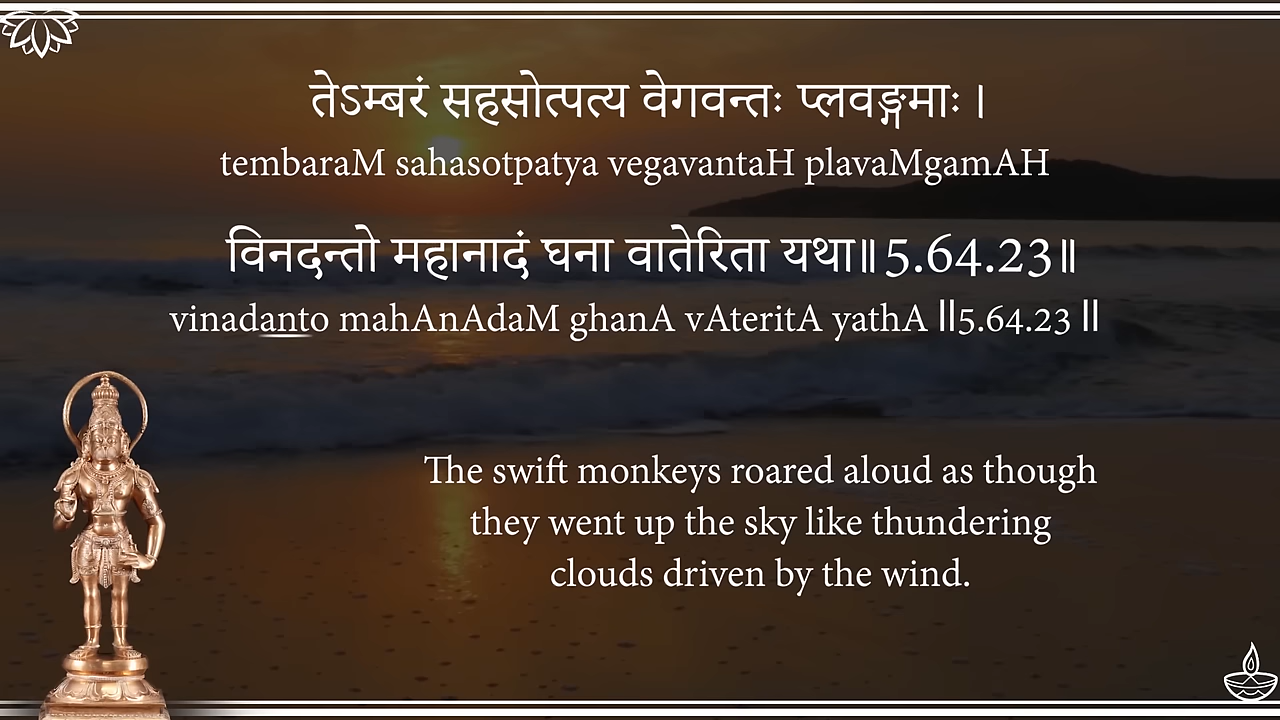 तेऽम्बरं सहसोत्पत्य वेगवन्तः प्लवङ्गमाः ।
tembaraM sahasotpatya vegavantaH plavaMgamAH
विनदन्तो महानादं घना वातेरिता यथा॥5.64.23॥
vinadanto mahAnAdaM ghanA vAteritA yathA ॥5.64.23 ॥
The swift monkeys roared aloud as though
they went up the sky like thundering
clouds driven by the wind.